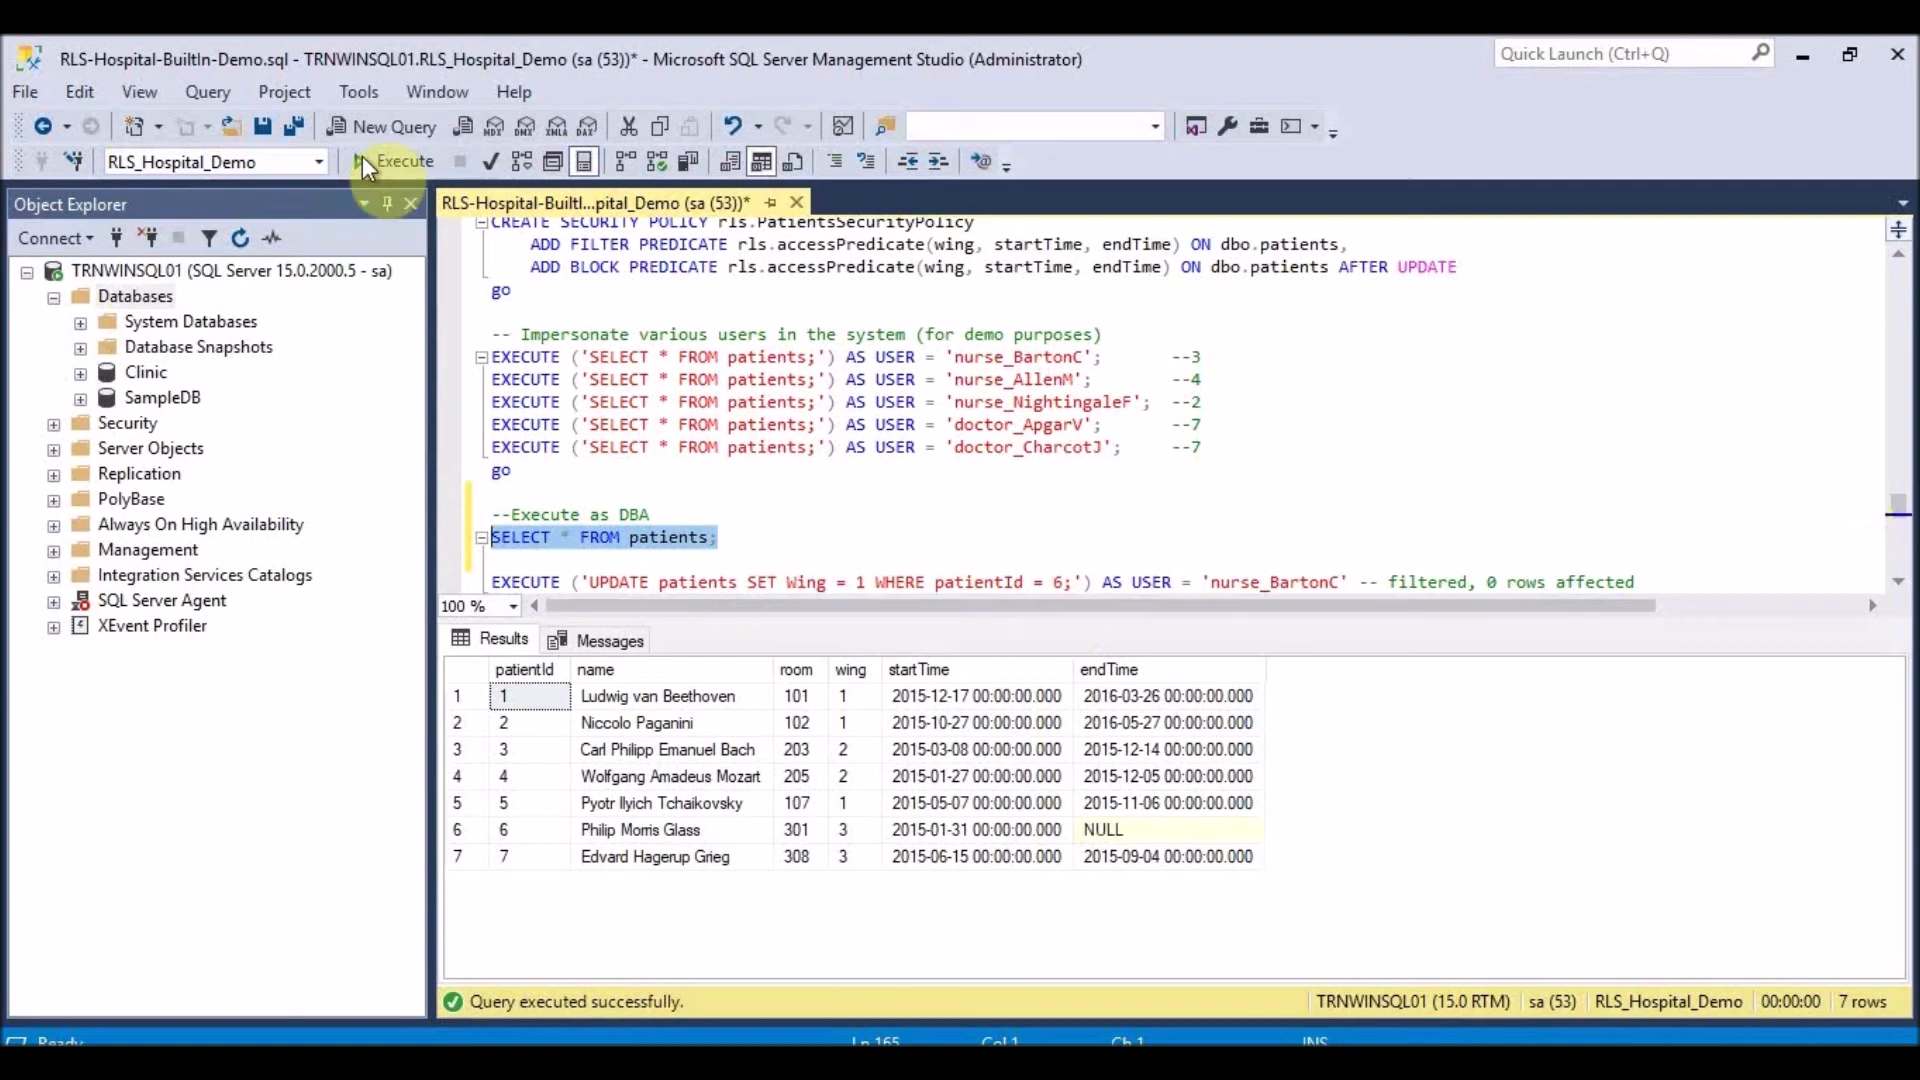 RLS-Hospital-BuiltIn-Demo.sql - TRNWINSQL01.RLS_Hospital_Demo (sa (53))* - Microsoft SQL Server Management Studio (Administrator)
Quick Launch (Ctrl+Q)
File Edit View Query Project Tools Window Help
New Query
RLS_Hospital_Demo Execute
Object Explorer
RLS-Hospital-BuiltI...pital_Demo (sa (53))*
Connect
TRNWINSQL01 (SQL Server 15.0.2000.5 - sa)
Databases
System Databases
Database Snapshots
Clinic
SampleDB
Security
Server Objects
Replication
PolyBase
Always On High Availability
Management
Integration Services Catalogs
SQL Server Agent
XEvent Profiler
CREATE SECURITY POLICY rls.PatientsSecurityPolicy
ADD FILTER PREDICATE rls.accessPredicate(wing, startTime, endTime) ON dbo.patients,
ADD BLOCK PREDICATE rls.accessPredicate(wing, startTime, endTime) ON dbo.patients AFTER UPDATE
go
-- Impersonate various users in the system (for demo purposes)
EXECUTE ('SELECT * FROM patients;') AS USER = 'nurse_BartonC'; --3
EXECUTE ('SELECT * FROM patients;') AS USER = 'nurse_AllenM'; --4
EXECUTE ('SELECT * FROM patients;') AS USER = 'nurse_NightingaleF'; --2
EXECUTE ('SELECT * FROM patients;') AS USER = 'doctor_ApgarV'; --7
EXECUTE ('SELECT * FROM patients;') AS USER = 'doctor_CharcotJ'; --7
go
--Execute as DBA
SELECT * FROM patients;
EXECUTE ('UPDATE patients SET Wing = 1 WHERE patientId = 6;') AS USER = 'nurse_BartonC' -- filtered, 0 rows affected
100 %
Results Messages
patientId name room wing startTime endTime
1 1 Ludwig van Beethoven 101 1 2015-12-17 00:00:00.000 2016-03-26 00:00:00.000
2 2 Niccolo Paganini 102 1 2015-10-27 00:00:00.000 2016-05-27 00:00:00.000
3 3 Carl Philipp Emanuel Bach 203 2 2015-03-08 00:00:00.000 2015-12-14 00:00:00.000
4 4 Wolfgang Amadeus Mozart 205 2 2015-01-27 00:00:00.000 2015-12-05 00:00:00.000
5 5 Pyotr Ilyich Tchaikovsky 107 1 2015-05-07 00:00:00.000 2015-11-06 00:00:00.000
6 6 Philip Morris Glass 301 3 2015-01-31 00:00:00.000 NULL
7 7 Edvard Hagerup Grieg 308 3 2015-06-15 00:00:00.000 2015-09-04 00:00:00.000
Query executed successfully. TRNWINSQL01 (15.0 RTM) sa (53) RLS_Hospital_Demo 00:00:00 7 rows
Ready Ln 165 Col 1 Ch 1 INS